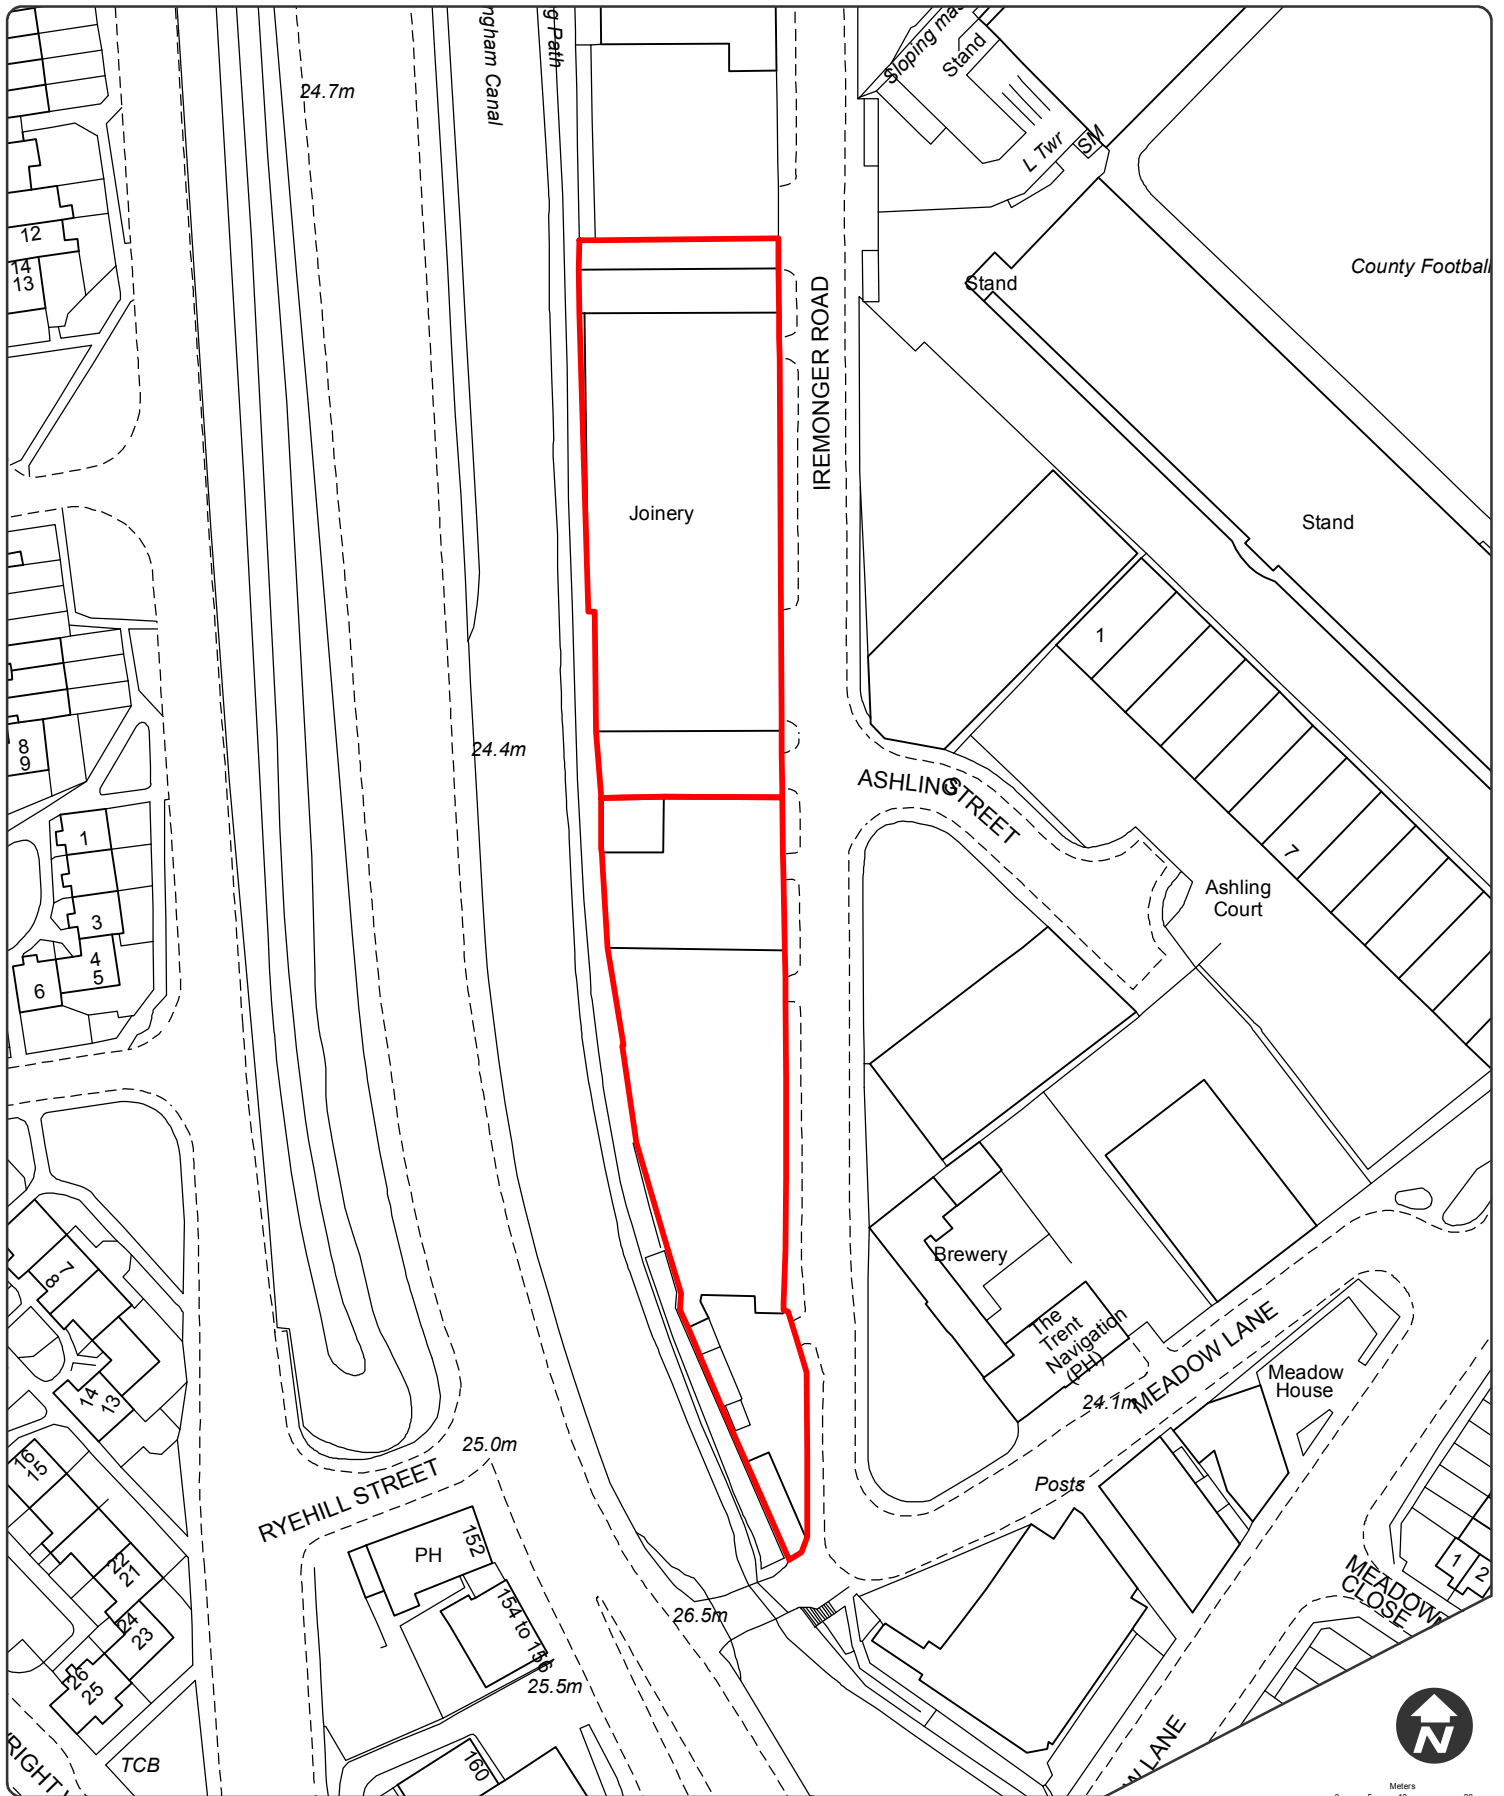 24.7m
ngham Canal
g Path
Sloping
Stand
L Twr
SM
12
14
13
County Football
Stand
IREMONGER ROAD
Joinery
Stand
1
8
9
24.4m
ASHLING STREET
7
Ashling
Court
1
3
4
5
6
Brewery
The
Trent
Navigation
(PH)
MEADOW LANE
24.1m
Meadow
House
7
8
14
13
25.0m
RYEHILL STREET
16
15
Posts
PH
152
154 to 156
22
21
24
23
26
25
26.5m
25.5m
1
2
MEADOW
CLOSE
TCB
160
LANE
N
Meters